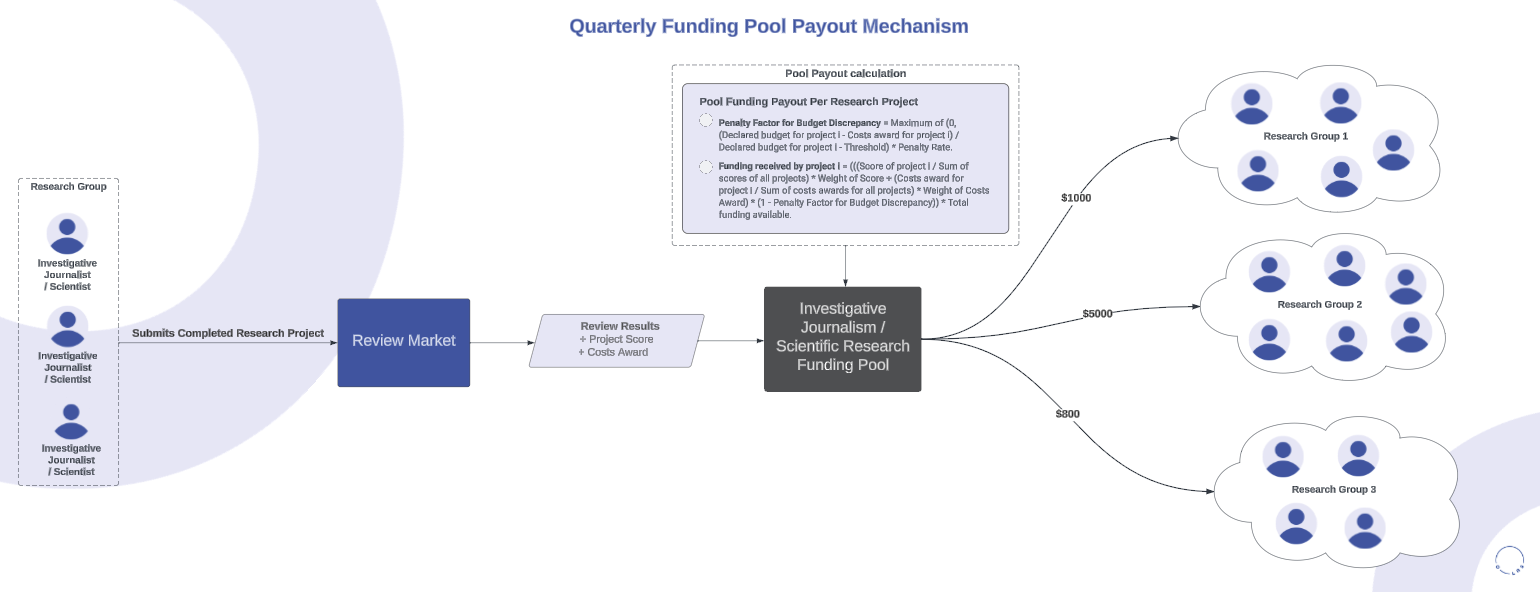 Quarterly Funding Pool Payout Mechanism
Pool Payout calculation
Pool Funding Payout Per Research Project
Penalty Factor for Budget Discrepancy = Maximum of (0,
(Declared budget for project i - Costs award for project i) /
Declared budget for project i - Threshold) * Penalty Rate.
Funding received by project i = (((Score of project i / Sum of
scores of all projects) * Weight of Score + (Costs award for
project i / Sum of costs awards for all projects) * Weight of Costs
Award) * (1 - Penalty Factor for Budget Discrepancy)) * Total
funding available.
Research Group
Investigative
Journalist
/ Scientist
Investigative
Journalist
/ Scientist
Investigative
Journalist
/ Scientist
Submits Completed Research Project
Review Market
Review Results
+ Project Score
+ Costs Award
Investigative
Journalism /
Scientific Research
Funding Pool
$1000
$5000
$800
Research Group 1
Research Group 2
Research Group 3